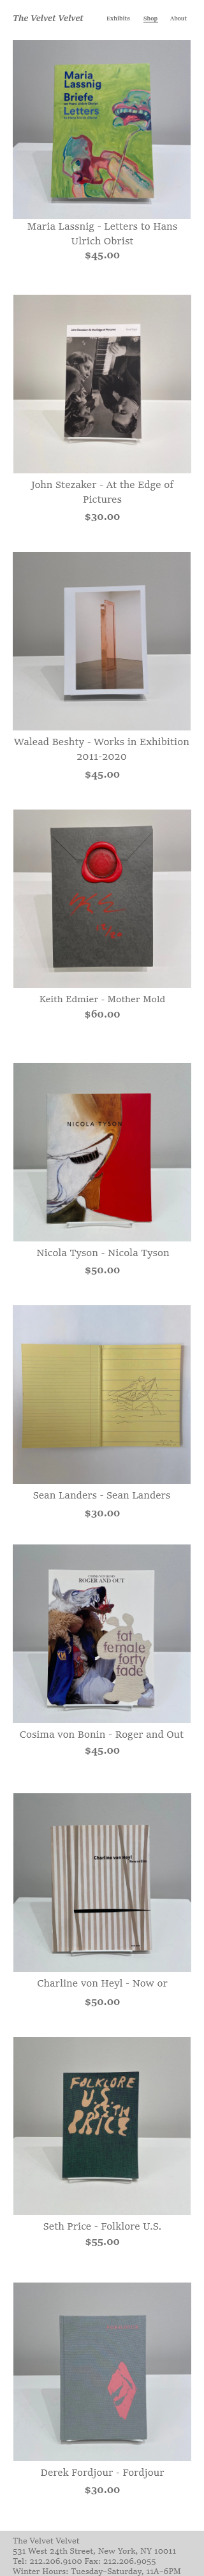 The Velvet Velvet
Exhibits
Shop
About
Maria
Lassnig
Briefe
Letters
Maria Lassnig - Letters to Hans
Ulrich Obrist
$45.00
John Stezaker - At the Edge of
Pictures
$30.00
Walead Beshty - Works in Exhibition
2011-2020
$45.00
Keith Edmier - Mother Mold
$60.00
NICOLA TYSON
Nicola Tyson - Nicola Tyson
$50.00
Sean Landers - Sean Landers
$30.00
ROGER AND OUT
fat
female
forty
fade
Cosima von Bonin - Roger and Out
$45.00
Charline von Heyl
Charline von Heyl - Now or
$50.00
FOLKLORE
U.S.
SETH
PRICE
Seth Price - Folklore U.S.
$55.00
Derek Fordjour - Fordjour
$30.00
The Velvet Velvet
531 West 24th Street, New York, NY 10011
Tel: 212.206.9100 Fax: 212.206.9055
Winter Hours: Tuesday–Saturday, 11A–6PM